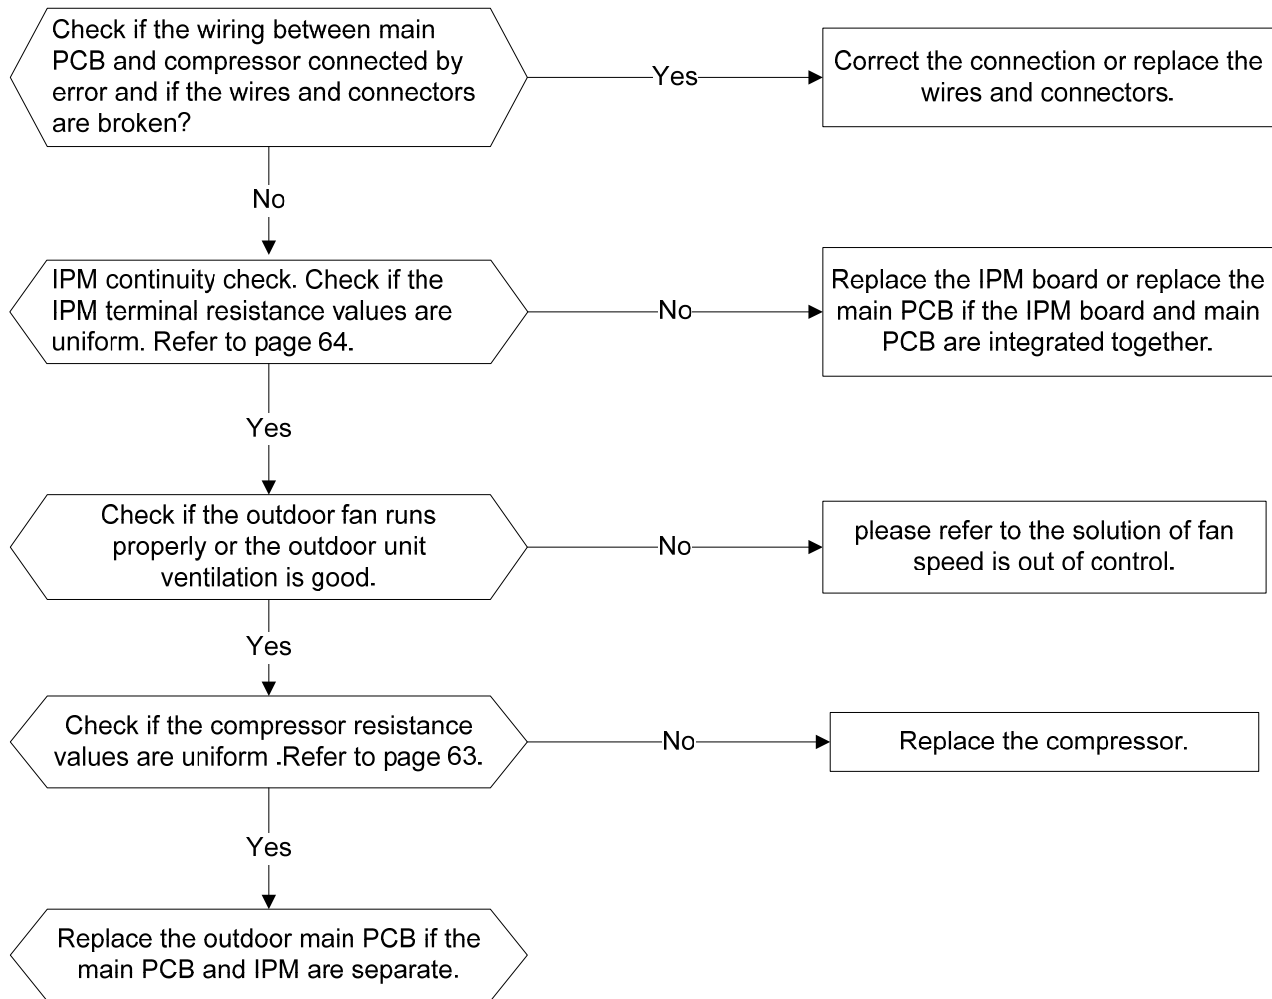 Check if the wiring between main
PCB and compressor connected by
error and if the wires and connectors
are broken?
Yes
Correct the connection or replace the
wires and connectors.
No
IPM continuity check. Check if the
IPM terminal resistance values are
uniform. Refer to page 64.
No
Replace the IPM board or replace the
main PCB if the IPM board and main
PCB are integrated together.
Yes
Check if the outdoor fan runs
properly or the outdoor unit
ventilation is good.
No
please refer to the solution of fan
speed is out of control.
Yes
Check if the compressor resistance
values are uniform .Refer to page 63.
No
Replace the compressor.
Yes
Replace the outdoor main PCB if the
main PCB and IPM are separate.